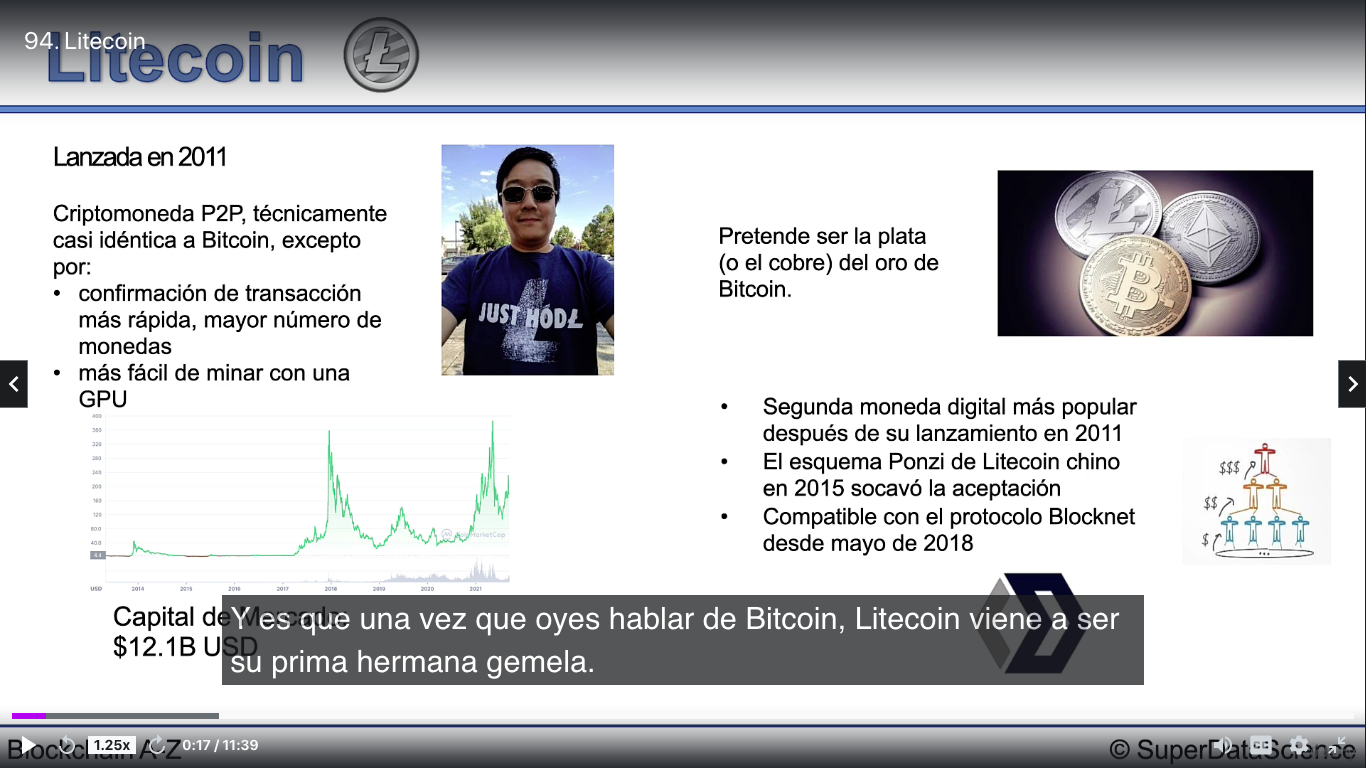 94. Litecoin
Litecoin
Lanzada en 2011
Criptomoneda P2P, técnicamente
casi idéntica a Bitcoin, excepto
por:
• confirmación de transacción
más rápida, mayor número de
monedas
• más fácil de minar con una
GPU
JUST HODŁ
Pretende ser la plata
(o el cobre) del oro de
Bitcoin.
• Segunda moneda digital más popular
después de su lanzamiento en 2011
• El esquema Ponzi de Litecoin chino
en 2015 socavó la aceptación
• Compatible con el protocolo Blocknet
desde mayo de 2018
$$$
$$
$
400
360
320
280
240
200
160
120
80.0
40.0
4.4
CoinMarketCap
USD 2014 2015 2016 2017 2018 2019 2020 2021
Capital de Mercado:
$12.1B USD
Y es que una vez que oyes hablar de Bitcoin, Litecoin viene a ser
su prima hermana gemela.
1.25x 0:17 / 11:39
Blockchain A-Z
© SuperDataScience